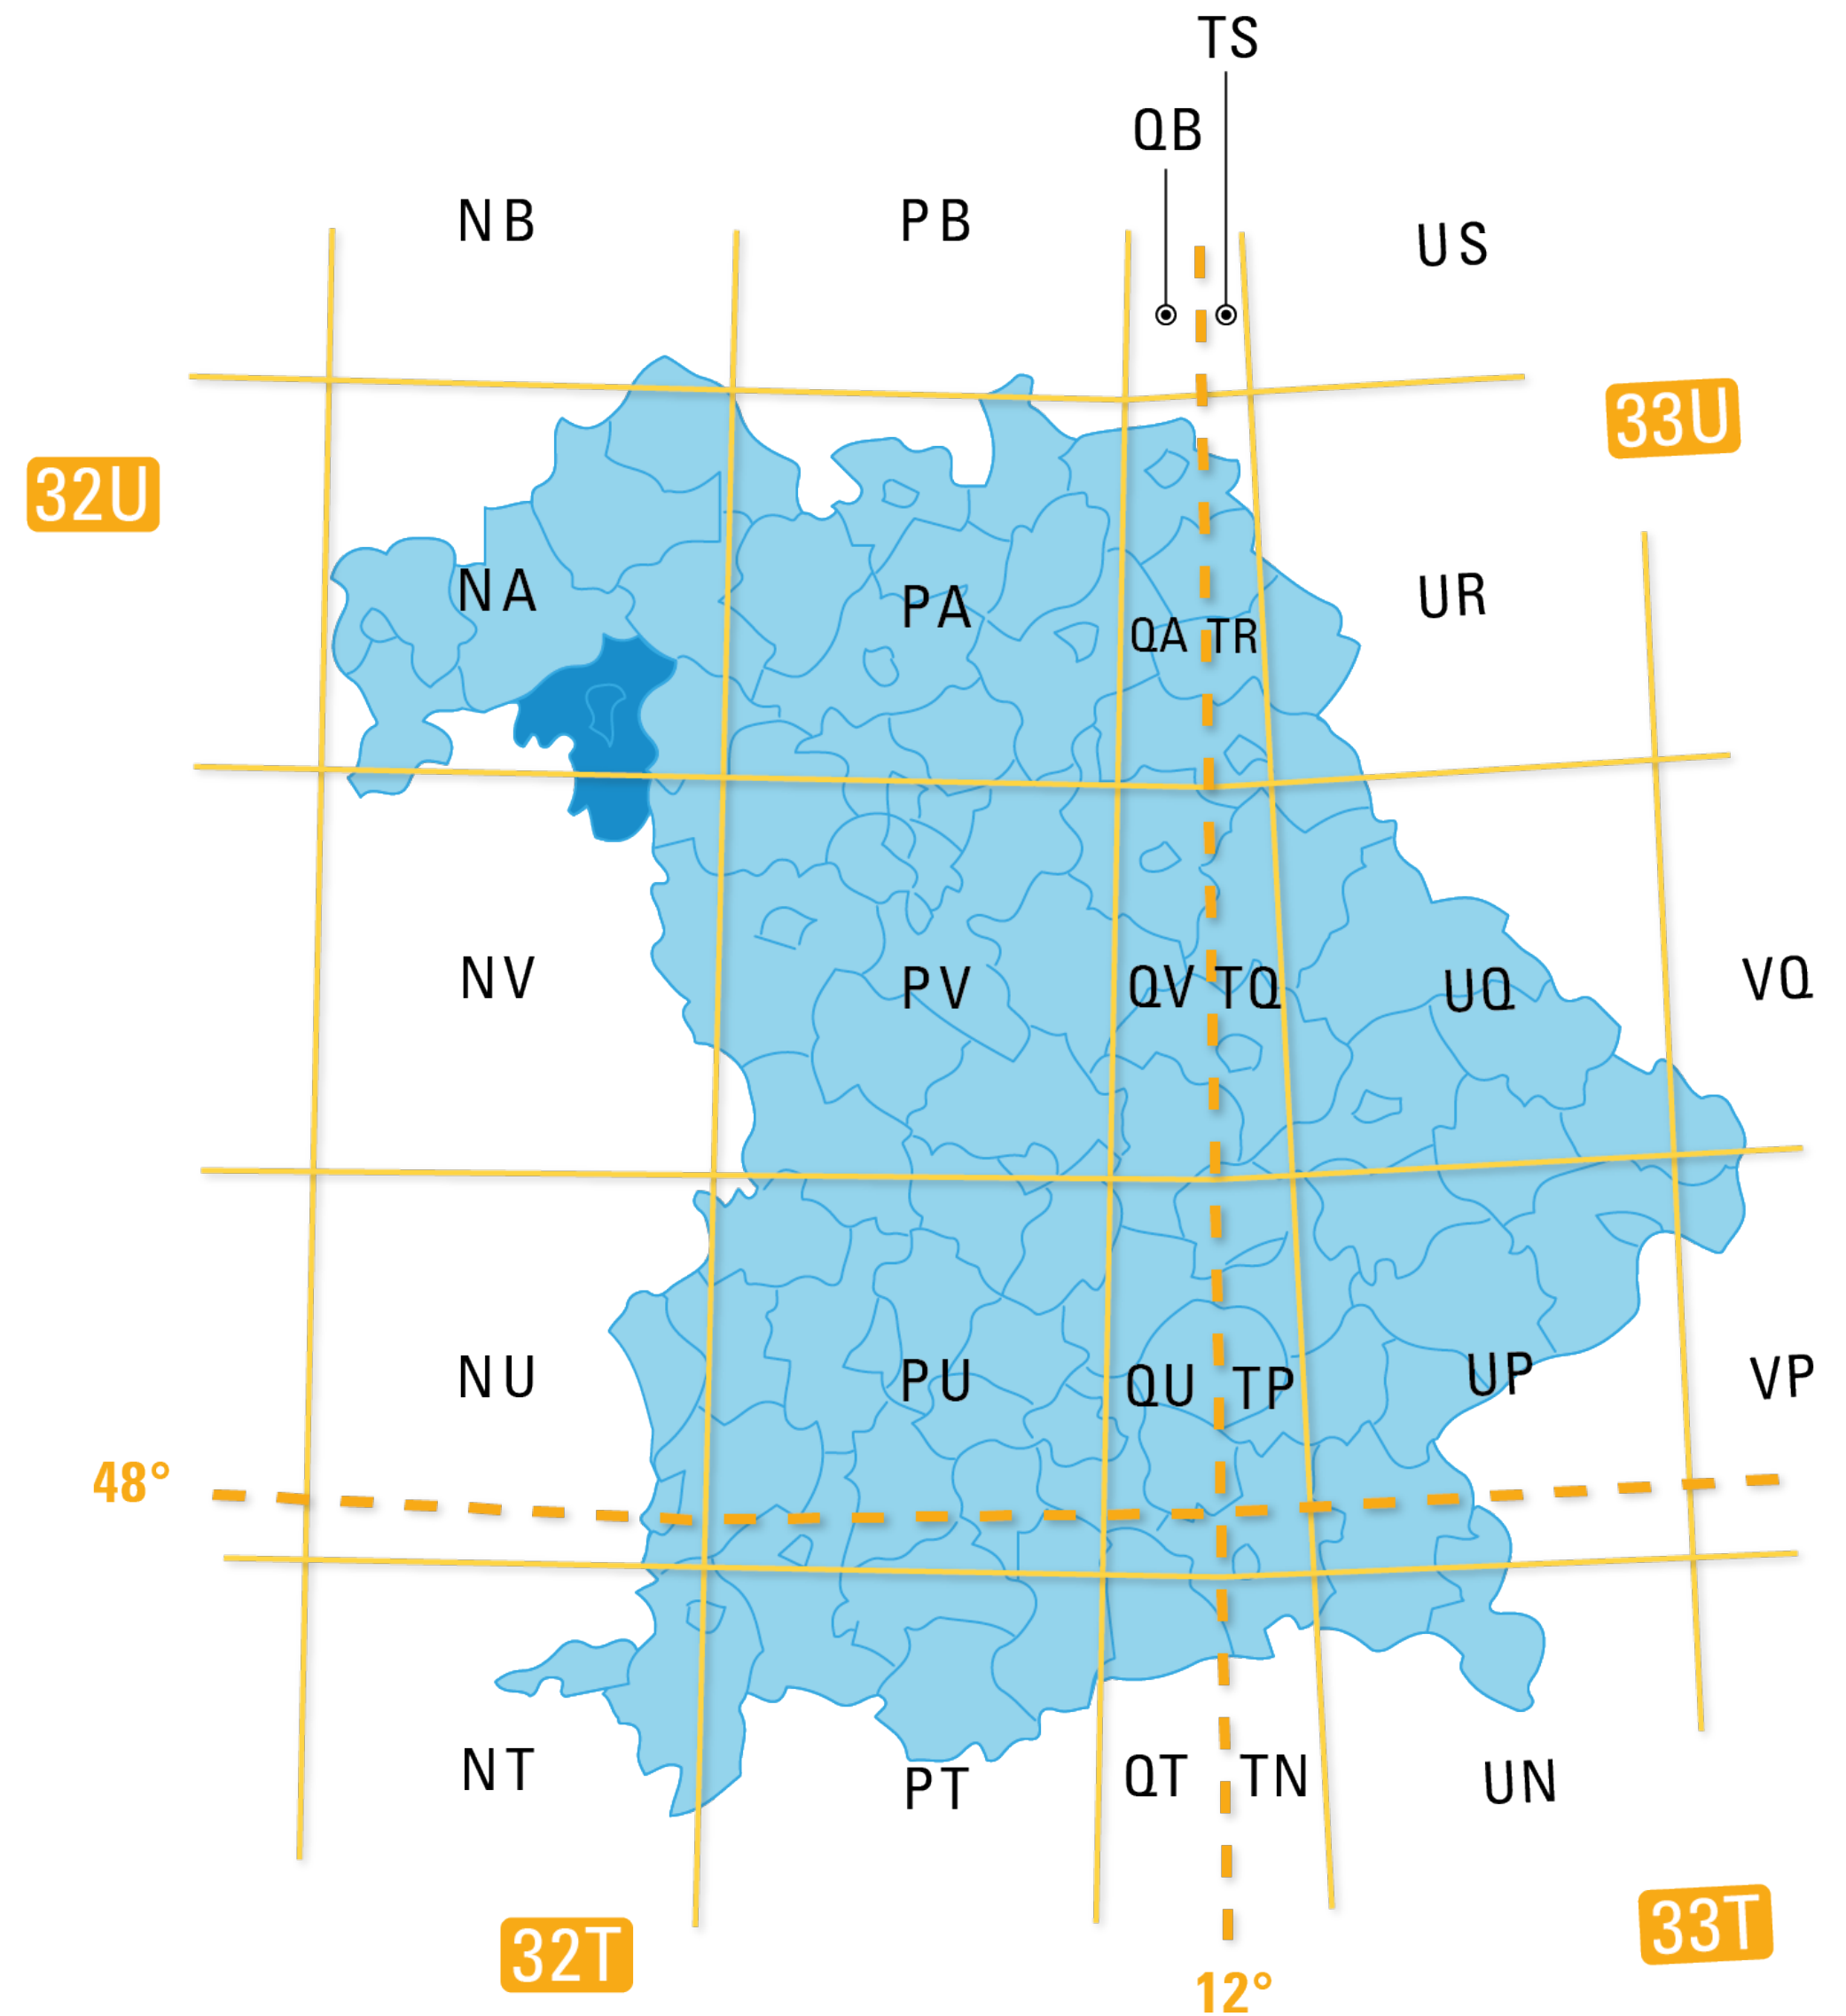 TS
QB
NB PB US
33U
32U
NA PA QA TR UR
NV PV QV TQ UQ VQ
NU PU QU TP UP VP
48°
NT PT QT TN UN
32T 33T
12°